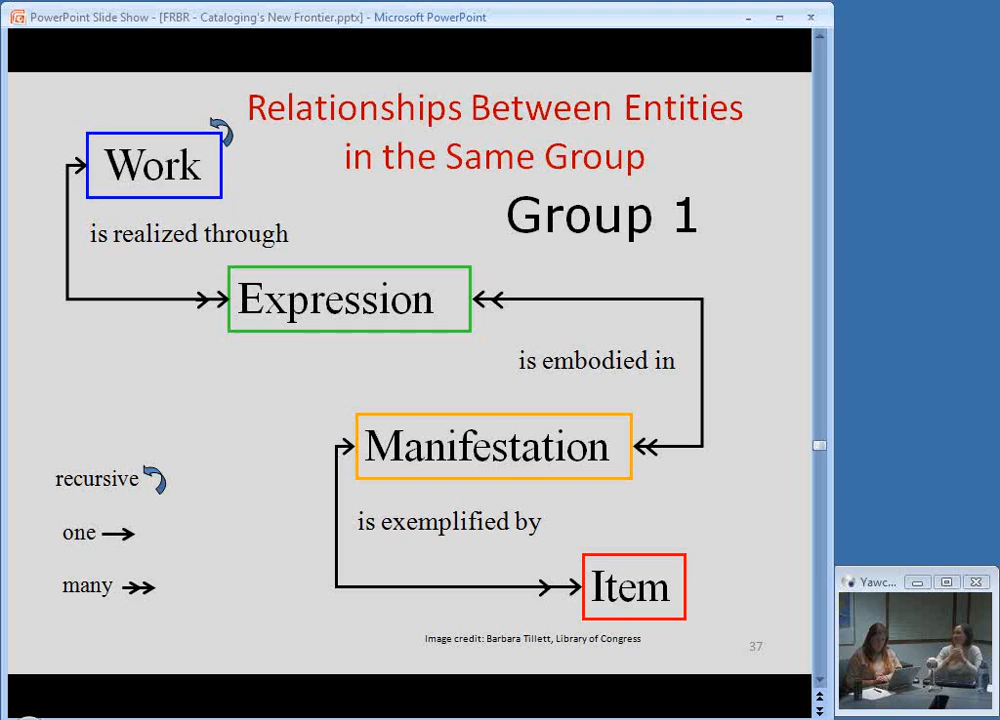 PowerPoint Slide Show - [FRBR - Cataloging's New Frontier.pptx] - Microsoft PowerPoint
Relationships Between Entities
in the Same Group
Group 1
Work
is realized through
Expression
is embodied in
Manifestation
is exemplified by
Item
recursive
one
many
Image credit: Barbara Tillett, Library of Congress
37
Yawc...